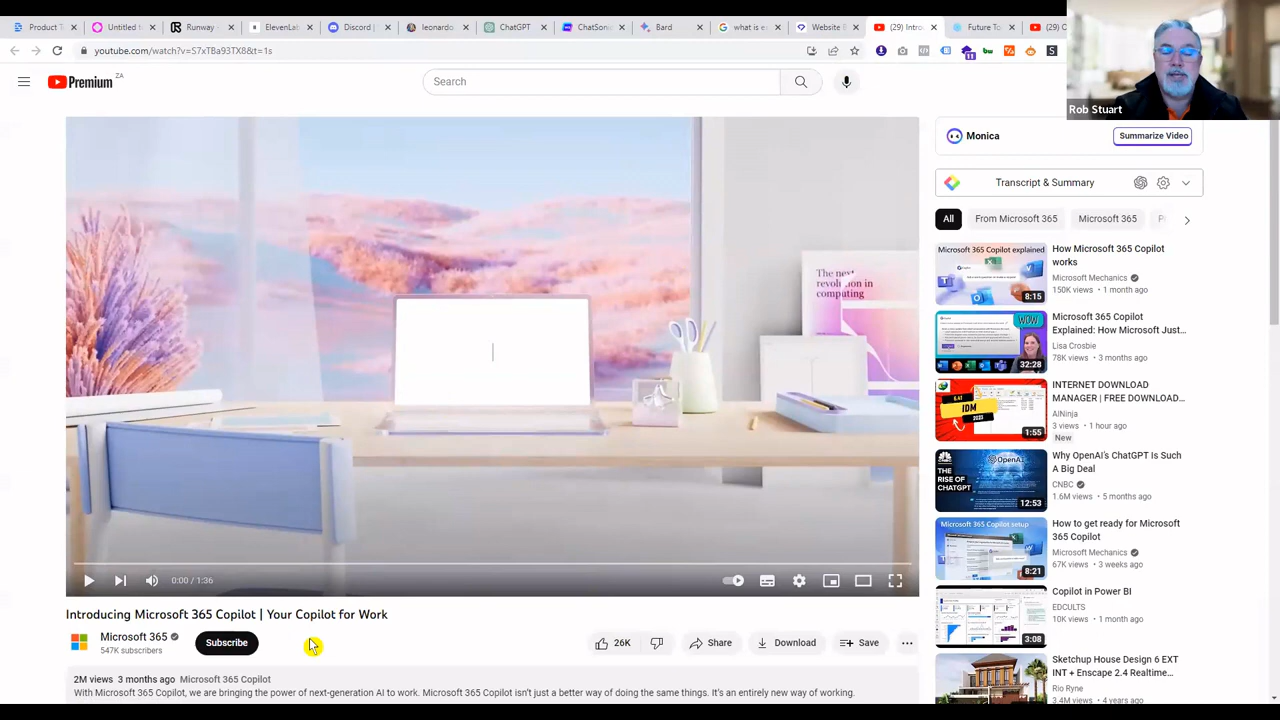 Product T
Untitled f
Runway -
ElevenLab
Discord |
leonardo
ChatGPT
ChatSoni
Bard
what is e
Website B
(29) Intro
Future To
(29) C
youtube.com/watch?v=S7xTBa93TX8&t=1s
11
S
Rob Stuart
Premium
ZA
Search
Monica
Summarize Video
Transcript & Summary
All
From Microsoft 365
Microsoft 365
The next
revolution in
computing
Microsoft 365 Copilot explained
8:15
How Microsoft 365 Copilot
works
Microsoft Mechanics
150K views • 1 month ago
WOW
32:28
Microsoft 365 Copilot
Explained: How Microsoft Just...
Lisa Crosbie
78K views • 3 months ago
6.41
IDM
2023
1:55
INTERNET DOWNLOAD
MANAGER | FREE DOWNLOAD...
AINinja
3 views • 1 hour ago
New
CNBC
OpenAI
THE
RISE OF
CHATGPT
12:53
Why OpenAI's ChatGPT Is Such
A Big Deal
CNBC
1.6M views • 5 months ago
Microsoft 365 Copilot setup
8:21
How to get ready for Microsoft
365 Copilot
Microsoft Mechanics
67K views • 3 weeks ago
3:08
Copilot in Power BI
EDCULTS
10K views • 1 month ago
Sketchup House Design 6 EXT
INT + Enscape 2.4 Realtime...
Rio Ryne
3.4M views • 4 years ago
0:00 / 1:36
Introducing Microsoft 365 Copilot | Your Copilot for Work
Microsoft 365
547K subscribers
Subscribe
26K
Share
Download
Save
2M views 3 months ago Microsoft 365 Copilot
With Microsoft 365 Copilot, we are bringing the power of next-generation AI to work. Microsoft 365 Copilot isn't just a better way of doing the same things. It's an entirely new way of working.